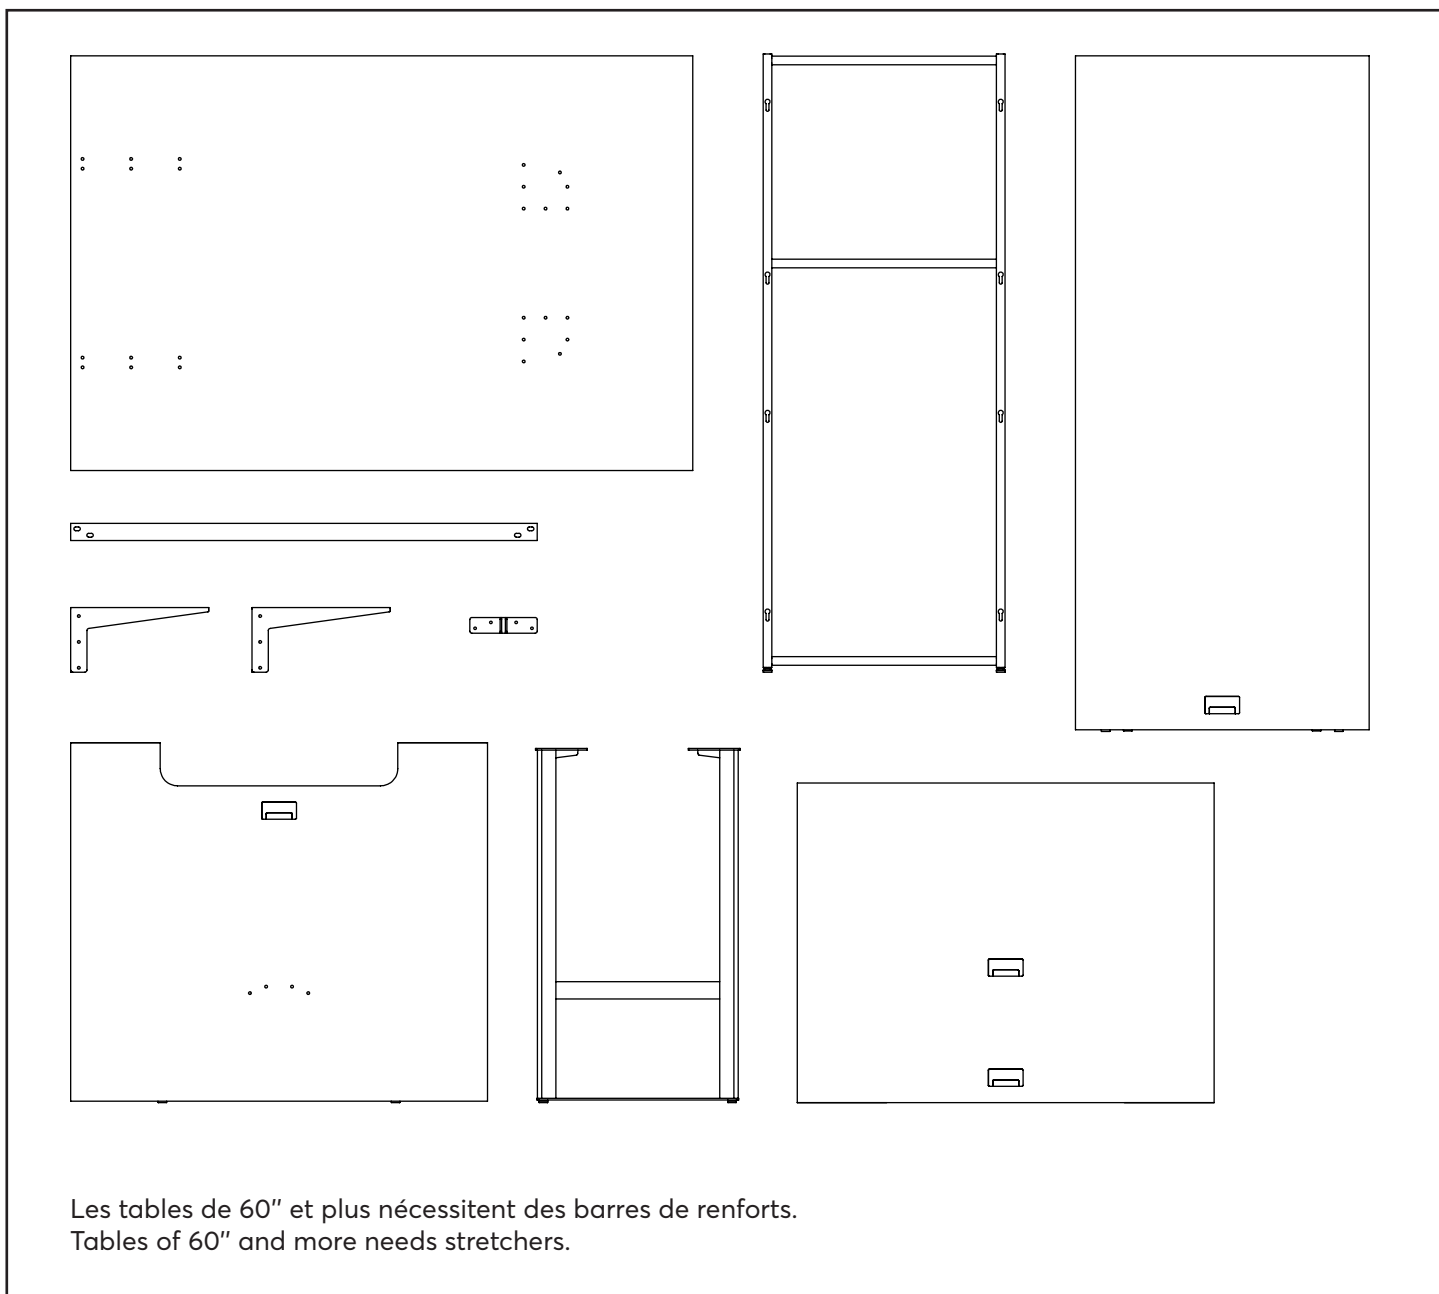 Les tables de 60" et plus nécessitent des barres de renforts.
Tables of 60" and more needs stretchers.